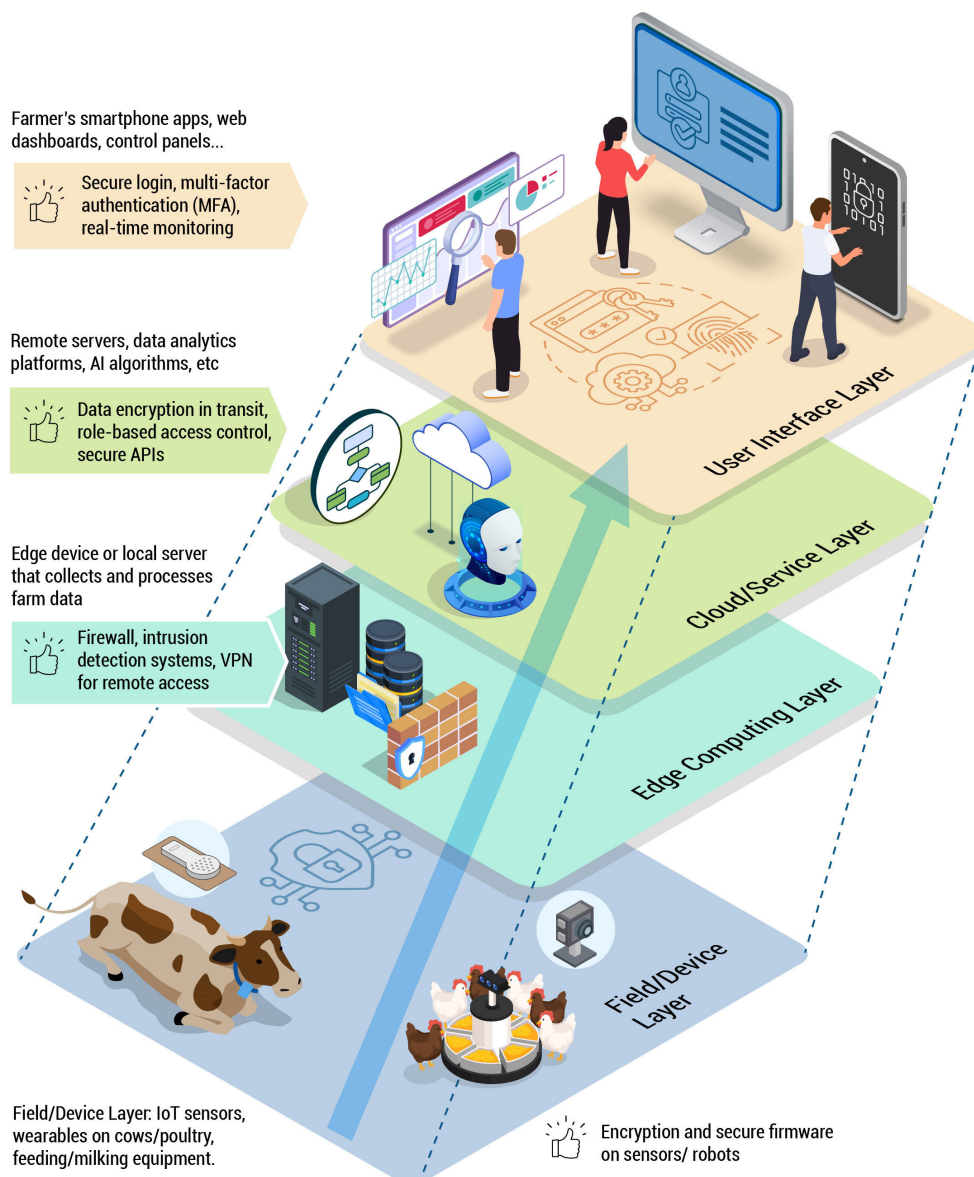 Farmer's smartphone apps, web
dashboards, control panels...
Secure login, multi-factor
authentication (MFA),
real-time monitoring
User Interface Layer
Remote servers, data analytics
platforms, AI algorithms, etc
Data encryption in transit,
role-based access control,
secure APIs
Cloud/Service Layer
Edge device or local server
that collects and processes
farm data
Firewall, intrusion
detection systems, VPN
for remote access
Edge Computing Layer
Field/Device
Layer
Field/Device Layer: IoT sensors,
wearables on cows/poultry,
feeding/milking equipment.
Encryption and secure firmware
on sensors/ robots